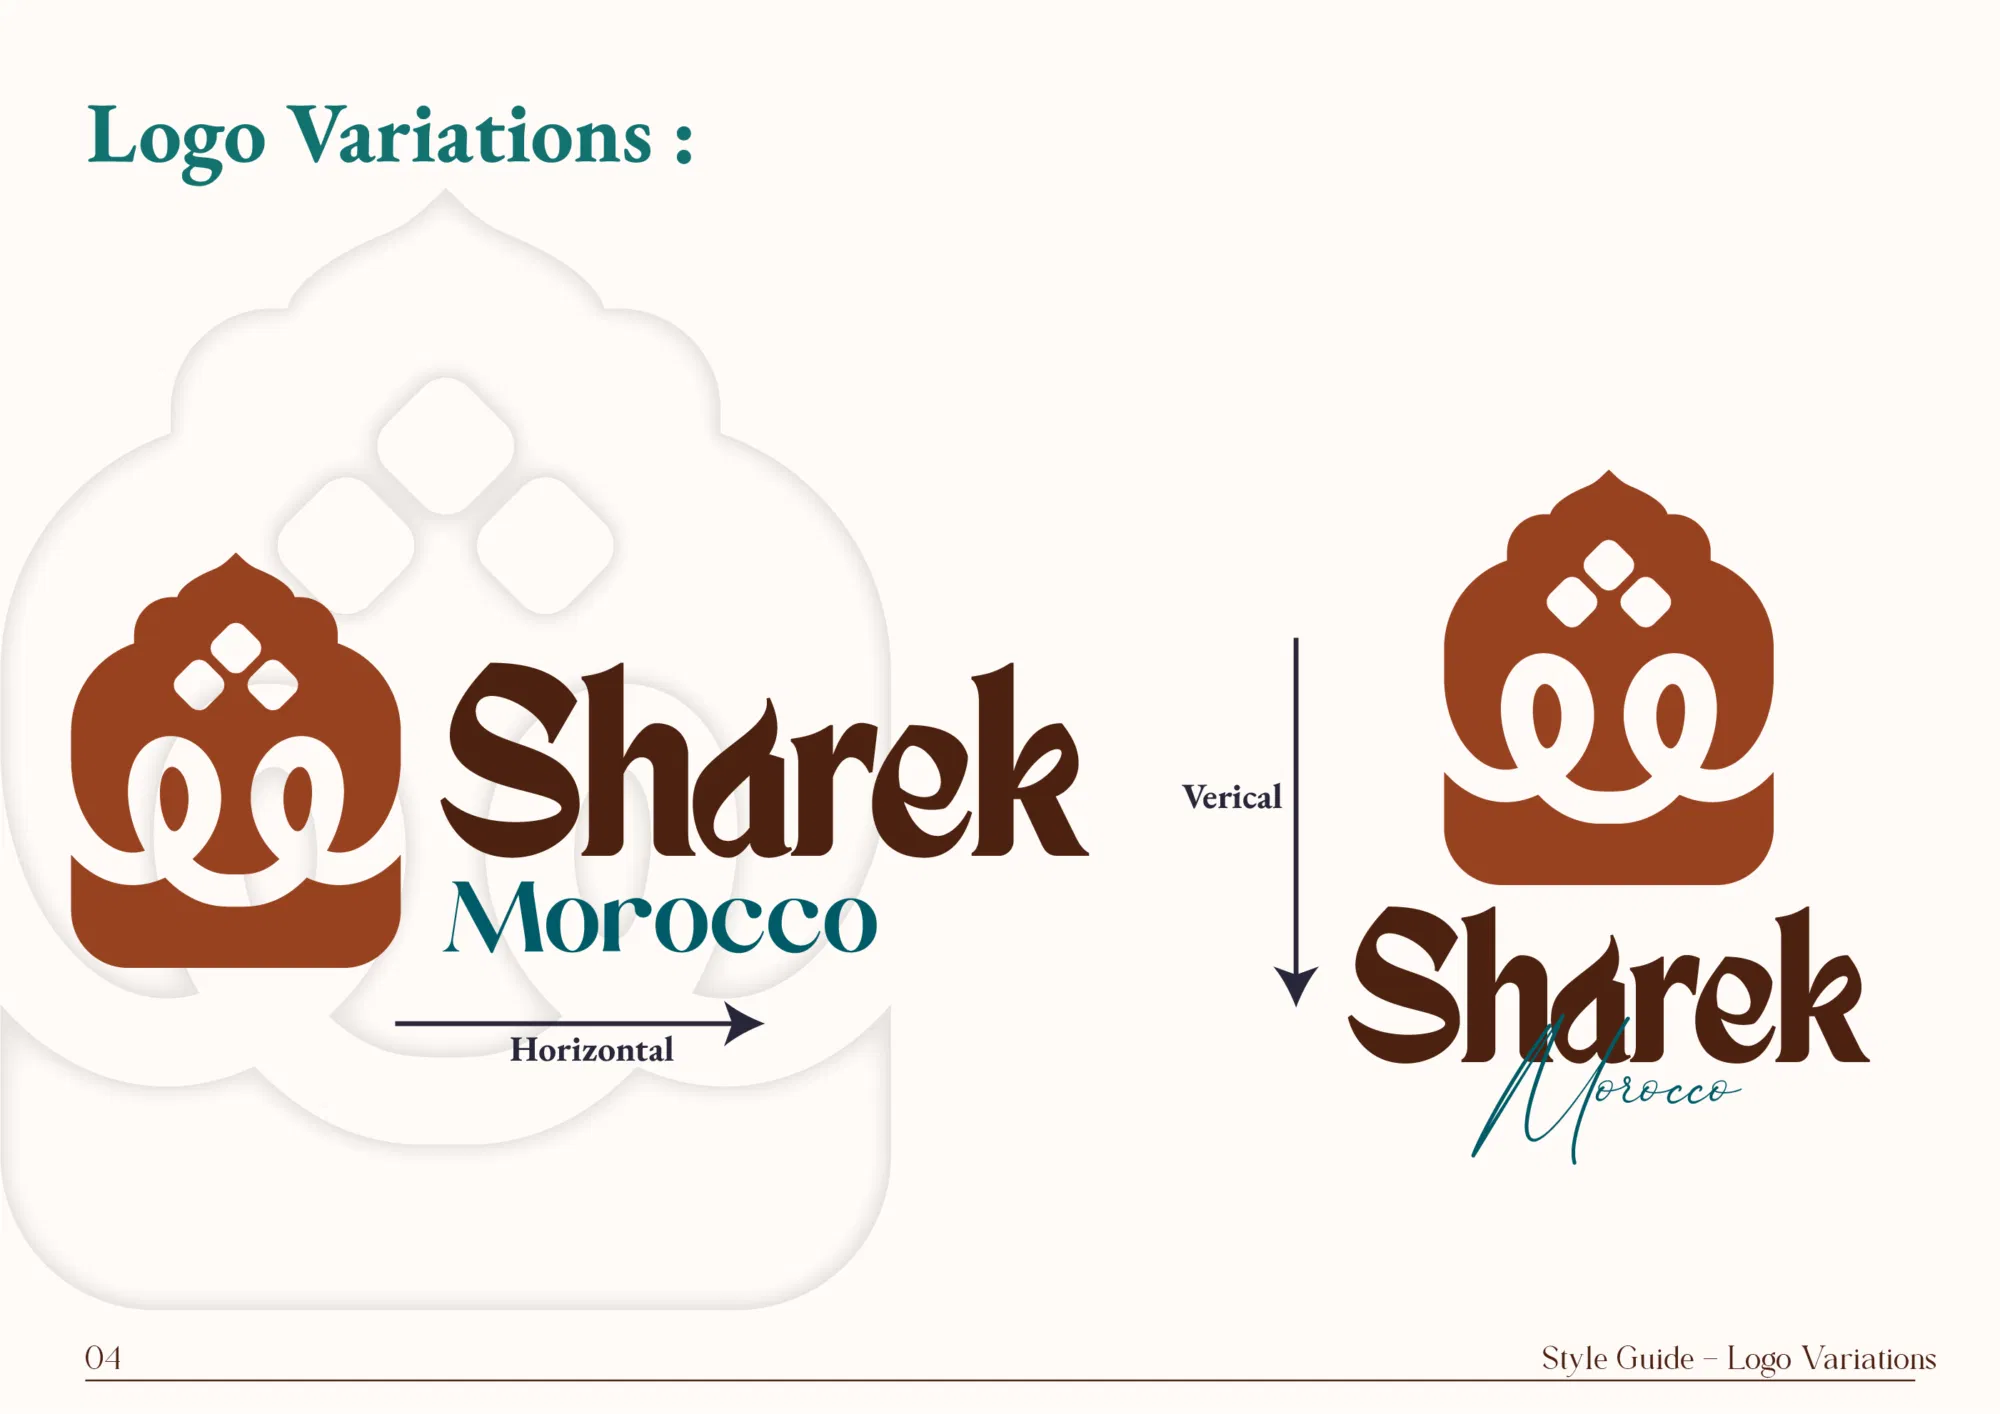 Logo Variations :
Sharek
Morocco
Horizontal
Verical
Sharek
Morocco
04
Style Guide – Logo Variations